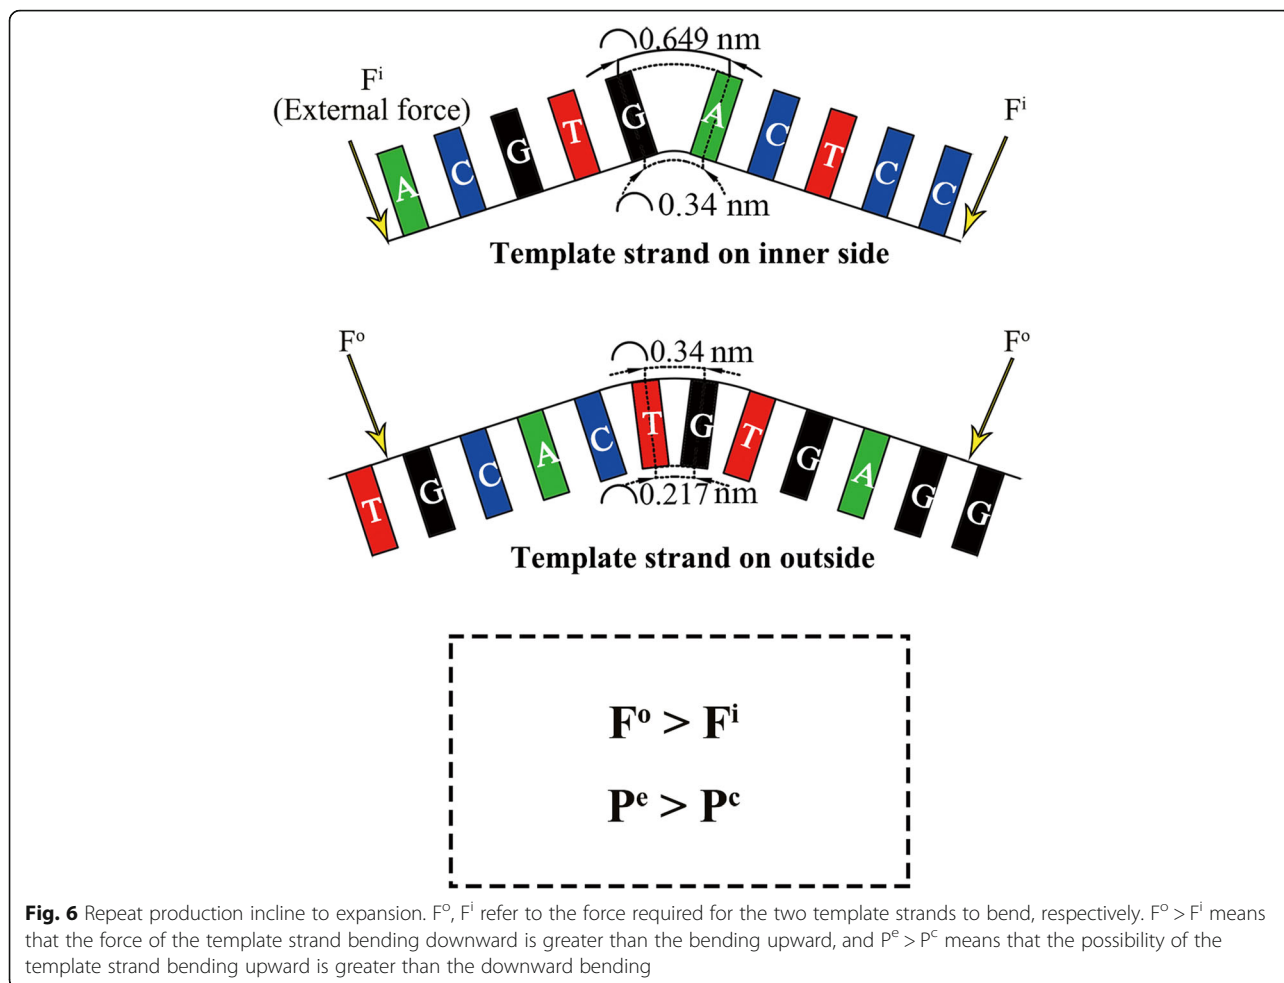 ⌒0.649 nm
Fⁱ
(External force)
Fⁱ
A C G T G A C T C C
⌒0.34 nm
Template strand on inner side
Fᵒ
Fᵒ
⌒0.34 nm
T G C A C T G T G A G G
⌒0.217 nm
Template strand on outside
Fᵒ > Fⁱ
Pᵉ > Pᶜ
Fig. 6 Repeat production incline to expansion. Fᴼ, Fⁱ refer to the force required for the two template strands to bend, respectively. Fᴼ > Fⁱ means
that the force of the template strand bending downward is greater than the bending upward, and Pᵉ > Pᶜ means that the possibility of the
template strand bending upward is greater than the downward bending